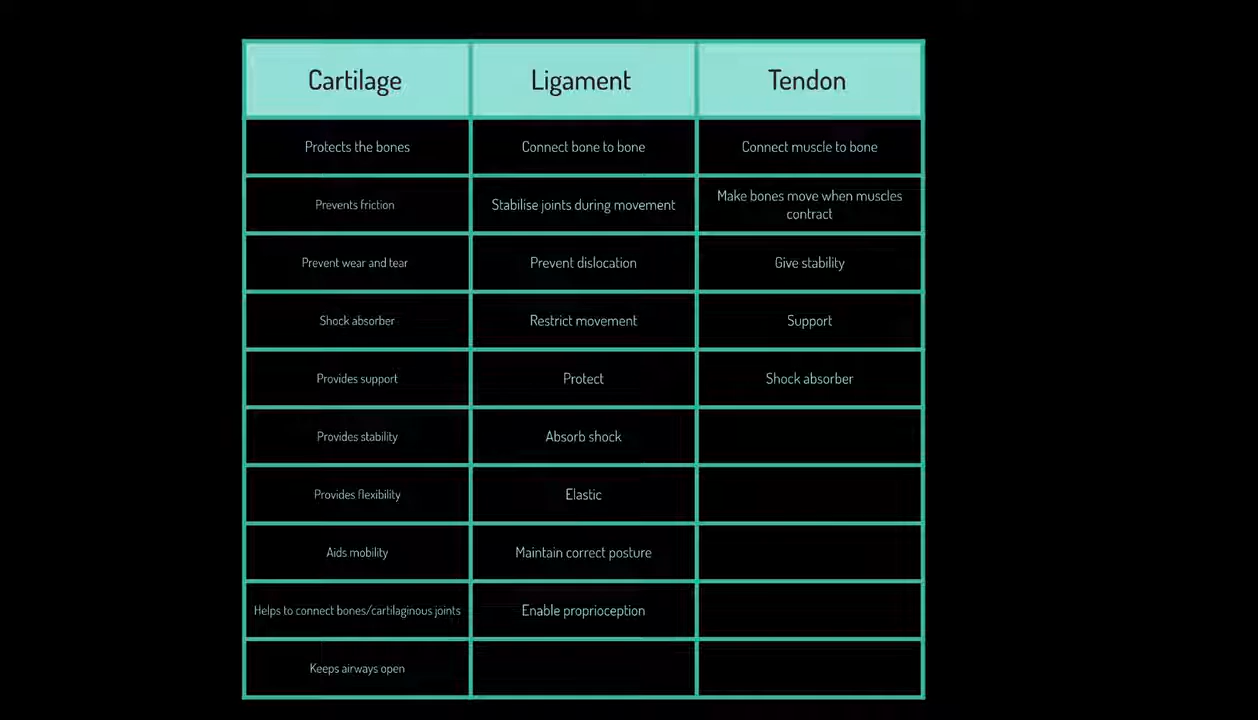 Cartilage Ligament Tendon
Protects the bones Connect bone to bone Connect muscle to bone
Prevents friction Stabilise joints during movement Make bones move when muscles
contract
Prevent wear and tear Prevent dislocation Give stability
Shock absorber Restrict movement Support
Provides support Protect Shock absorber
Provides stability Absorb shock
Provides flexibility Elastic
Aids mobility Maintain correct posture
Helps to connect bones/cartilaginous joints Enable proprioception
Keeps airways open